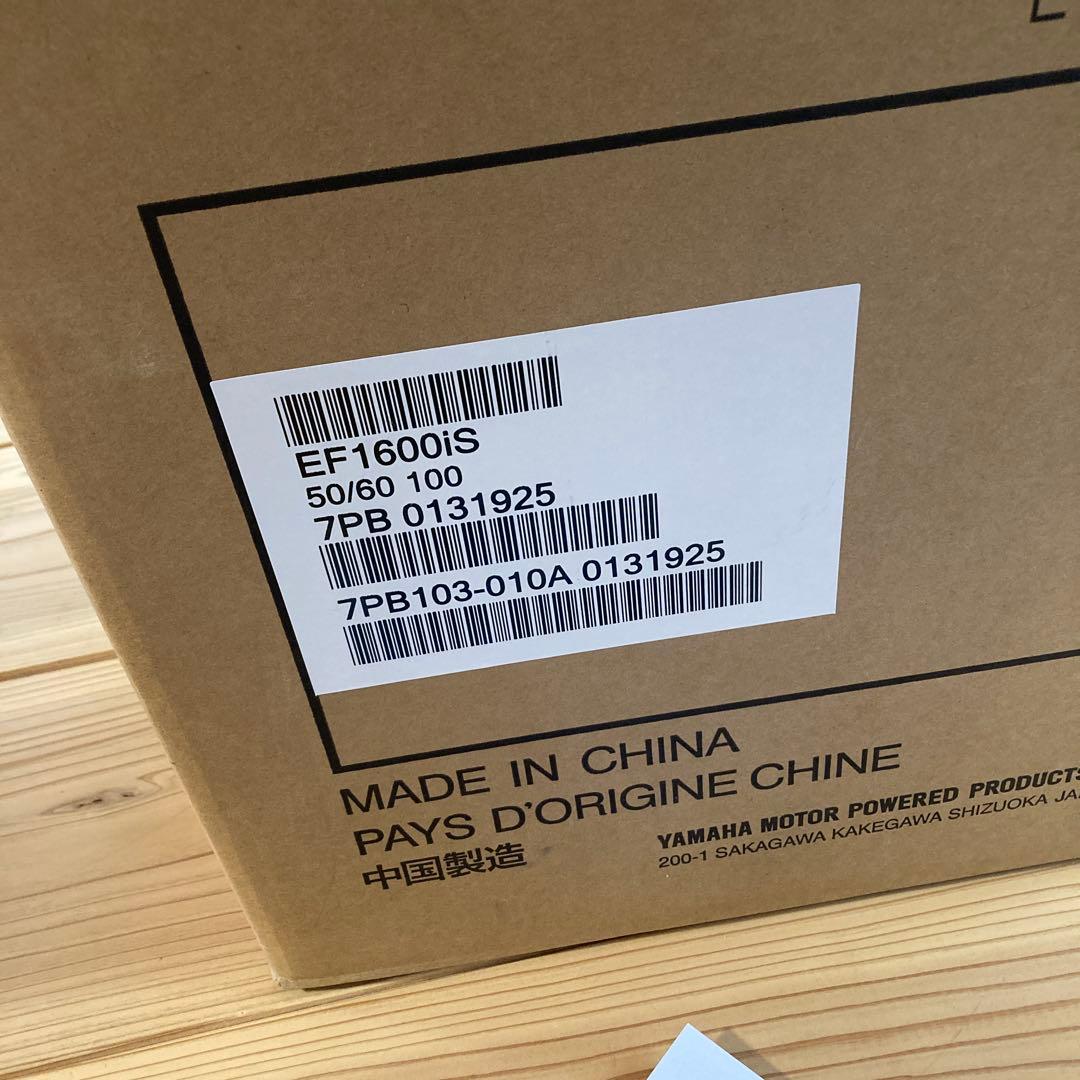 EF1600iS
50/60 100
7PB 0131925
7PB103-010A 0131925
MADE IN CHINA
PAYS D'ORIGINE CHINE
中国製造
YAMAHA MOTOR POWERED PRODUCTS
200-1 SAKAGAWA KAKEGAWA SHIZUOKA